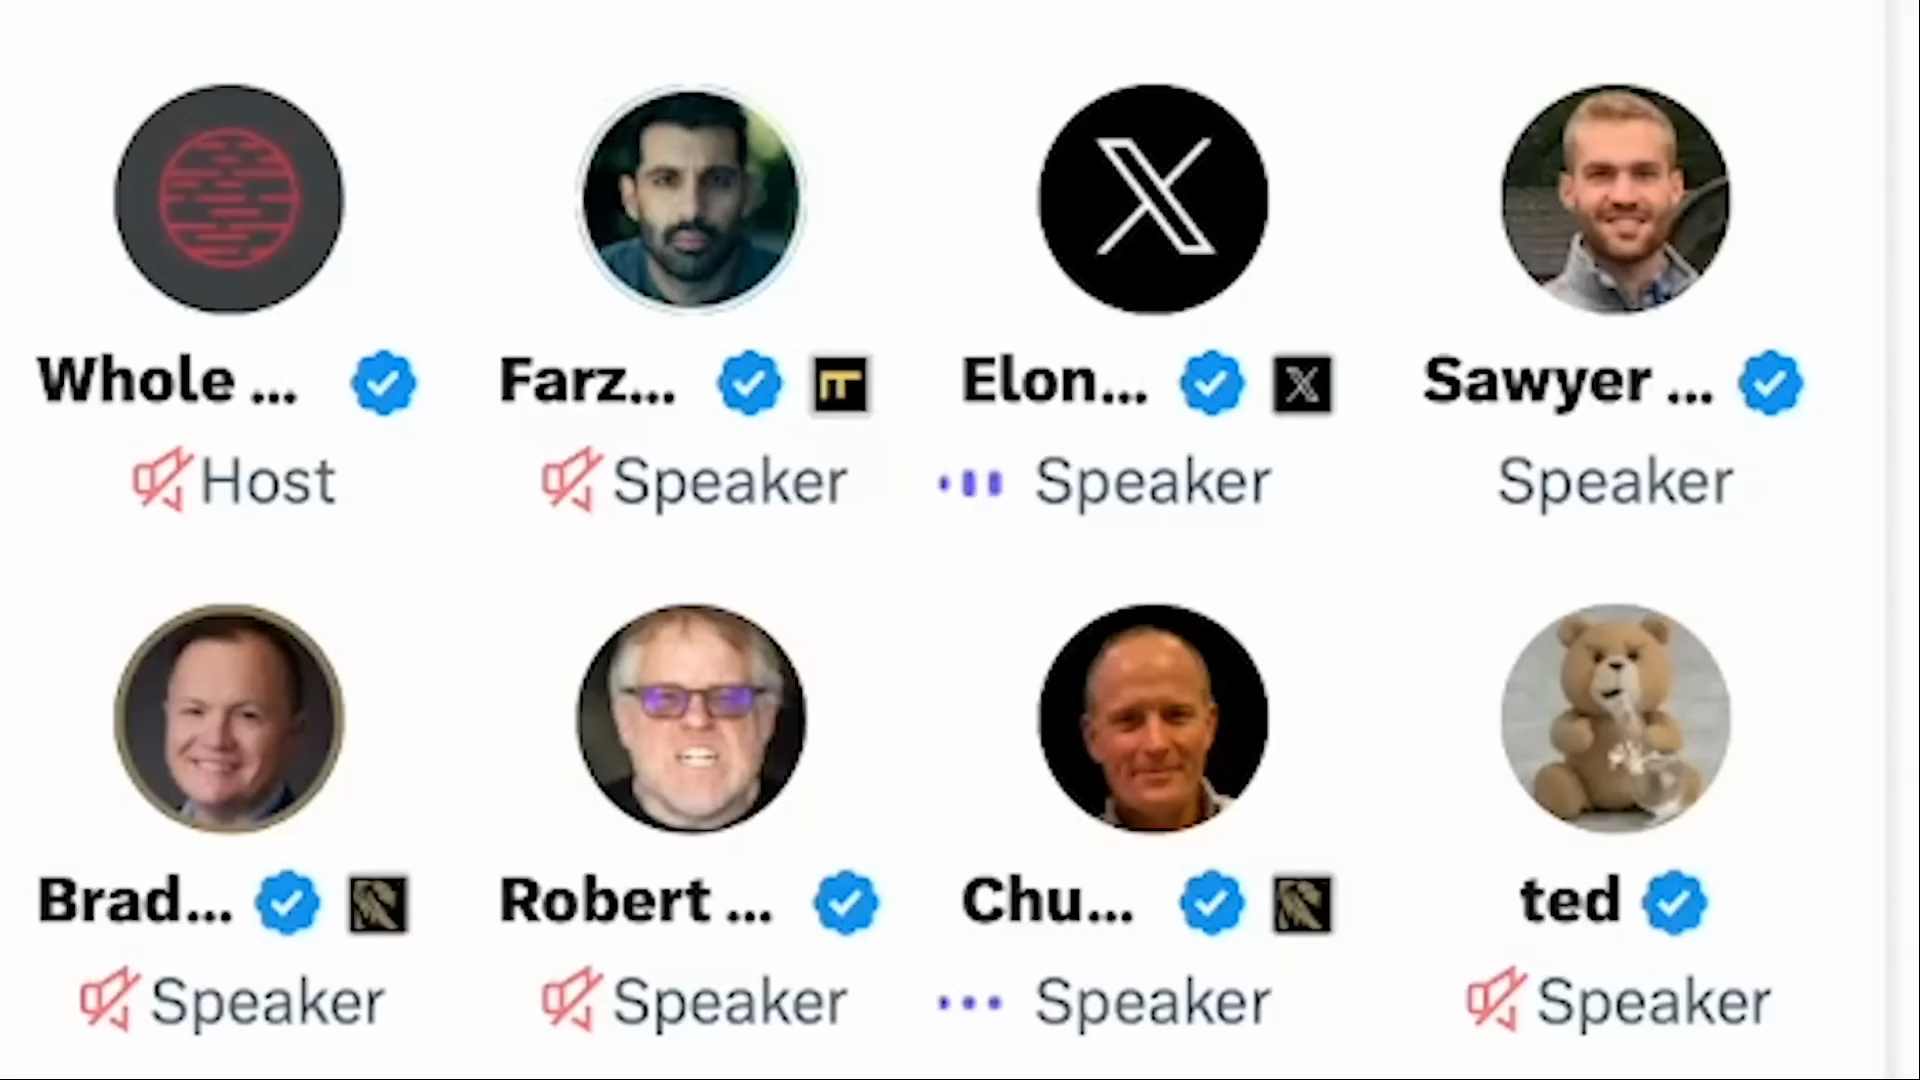 Whole ... Farz... Elon... Sawyer ...
Host Speaker Speaker Speaker
Brad... Robert ... Chu... ted
Speaker Speaker Speaker Speaker